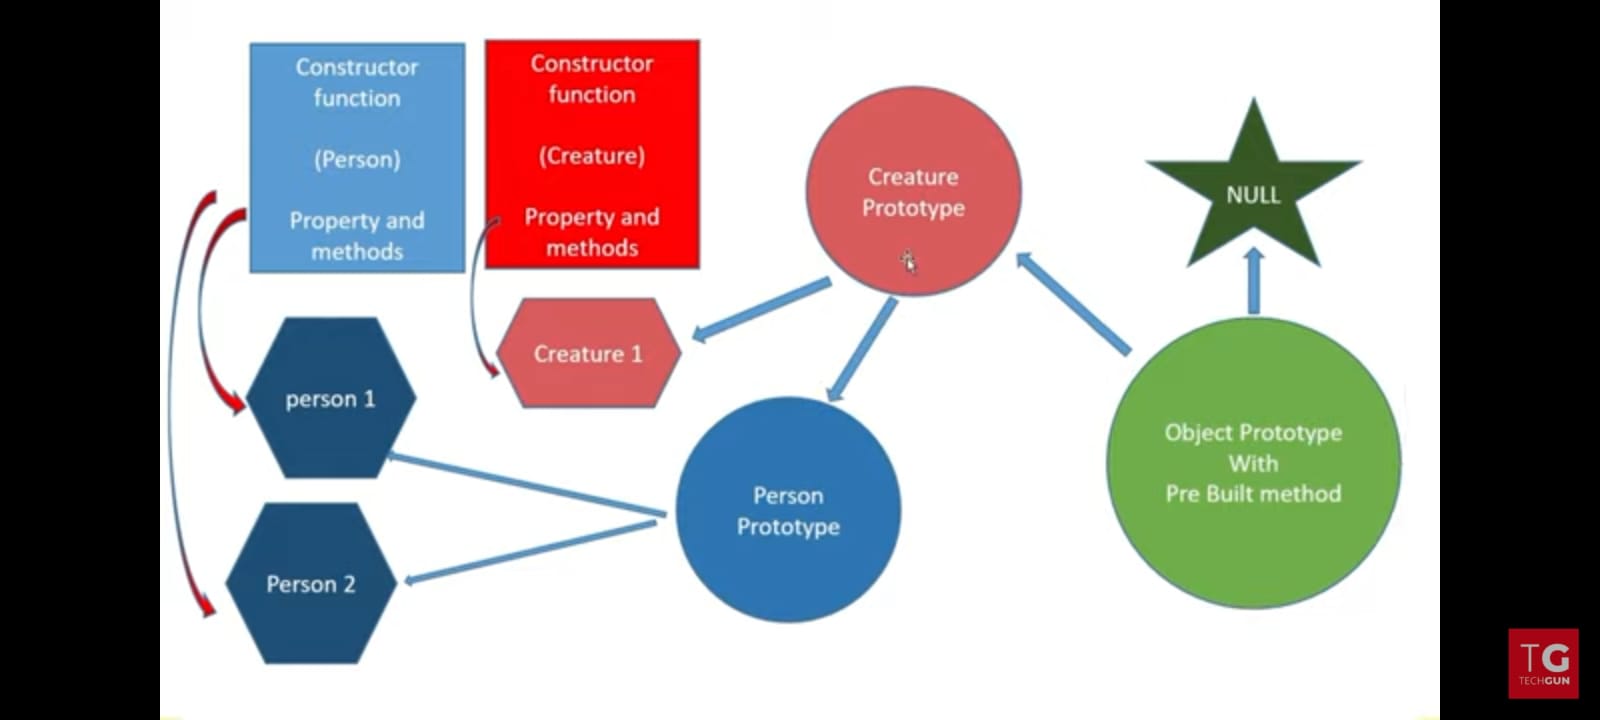 Constructor
function
(Person)
Property and
methods
Constructor
function
(Creature)
Property and
methods
Creature
Prototype
NULL
Creature 1
person 1
Object Prototype
With
Pre Built method
Person
Prototype
Person 2
TG
TECHGUN